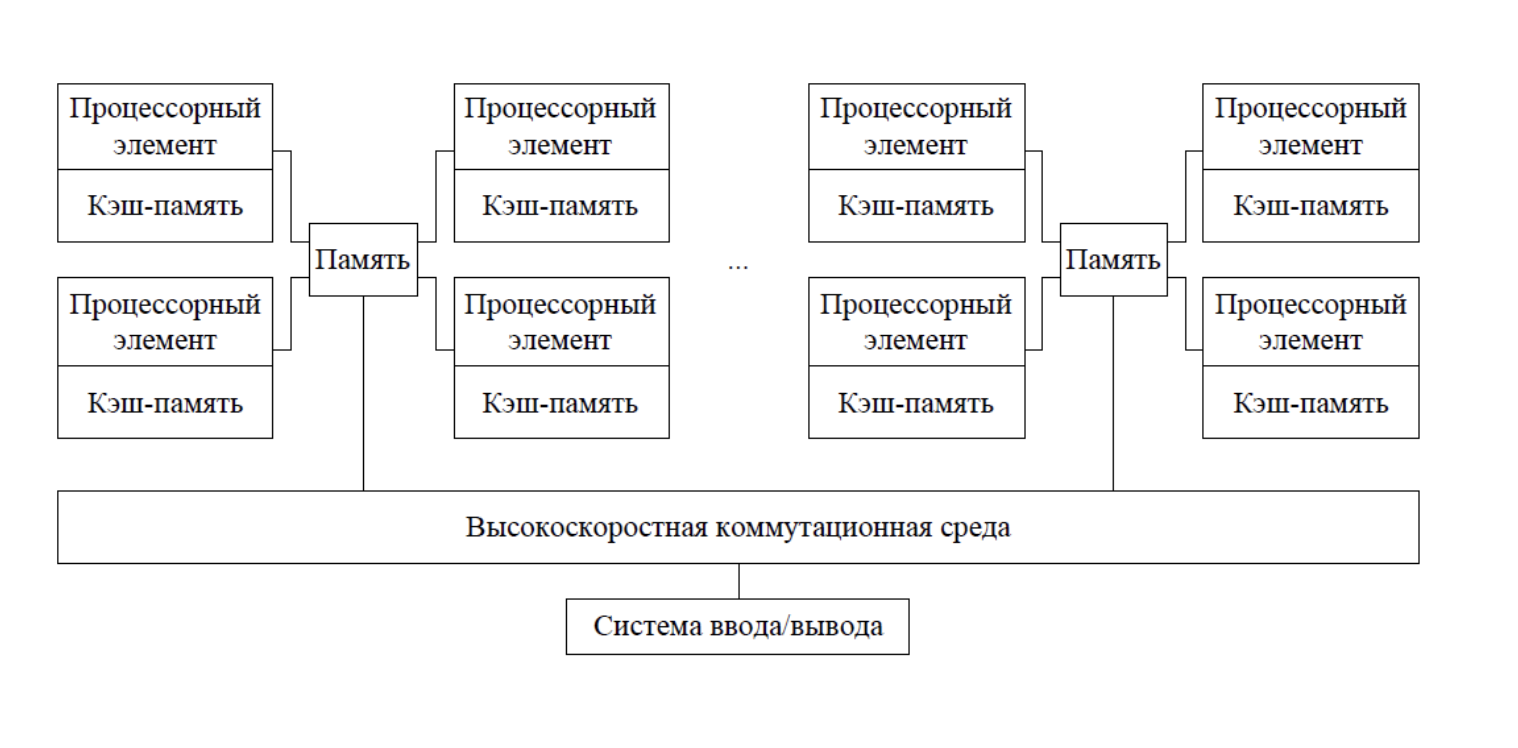 Процессорный
элемент
Кэш-память
Процессорный
элемент
Кэш-память
Память
Процессорный
элемент
Кэш-память
Процессорный
элемент
Кэш-память
...
Процессорный
элемент
Кэш-память
Процессорный
элемент
Кэш-память
Память
Процессорный
элемент
Кэш-память
Процессорный
элемент
Кэш-память
Высокоскоростная коммутационная среда
Система ввода/вывода